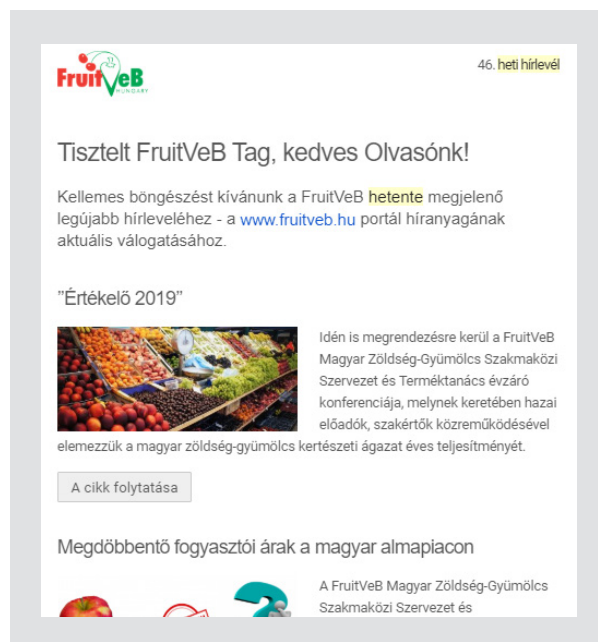 FruitVeB
HUNGARY
46. heti hírlevél
Tisztelt FruitVeB Tag, kedves Olvasónk!
Kellemes böngészést kívánunk a FruitVeB hetente megjelenő
legújabb hírleveléhez - a www.fruitveb.hu portál híranyagának
aktuális válogatásához.
”Értékelő 2019”
Idén is megrendezésre kerül a FruitVeB
Magyar Zöldség-Gyümölcs Szakmaközi
Szervezet és Terméktanács évzáró
konferenciája, melynek keretében hazai
előadók, szakértők közreműködésével
elemezzük a magyar zöldség-gyümölcs kertészeti ágazat éves teljesítményét.
A cikk folytatása
Megdöbbentő fogyasztói árak a magyar almapiacon
A FruitVeB Magyar Zöldség-Gyümölcs
Szakmaközi Szervezet és